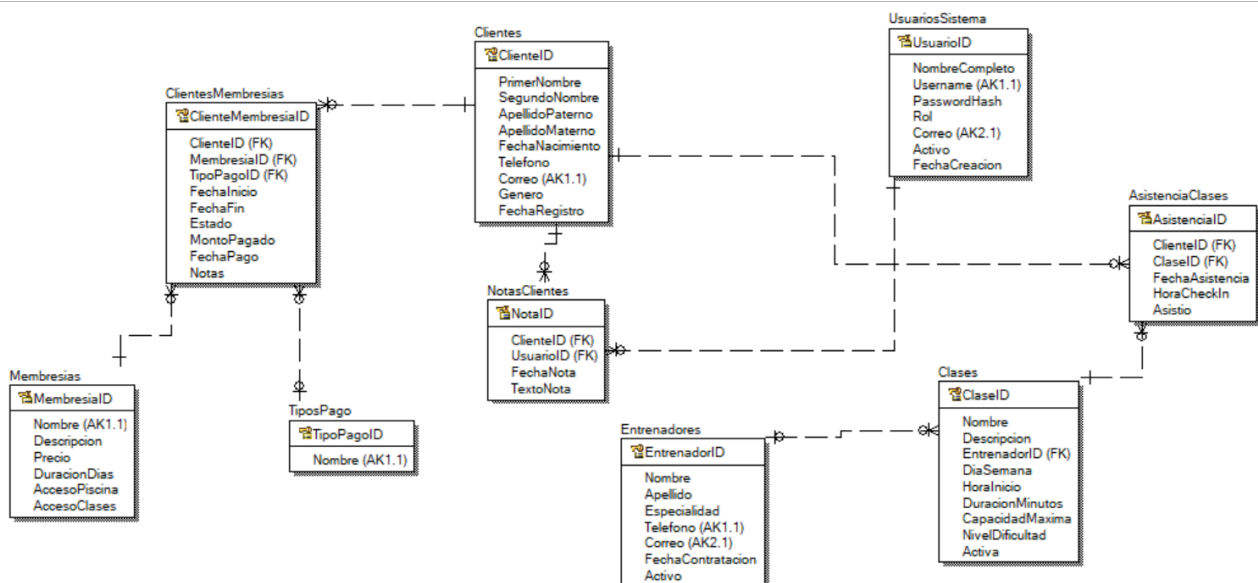 UsuariosSistema
UsuarioID
NombreCompleto
Username (AK1.1)
PasswordHash
Rol
Correo (AK2.1)
Activo
FechaCreacion
Clientes
ClienteID
PrimerNombre
SegundoNombre
ApellidoPaterno
ApellidoMaterno
FechaNacimiento
Telefono
Correo (AK1.1)
Genero
FechaRegistro
ClientesMembresias
ClienteMembresiaID
ClienteID (FK)
MembresiaID (FK)
TipoPagoID (FK)
FechaInicio
FechaFin
Estado
MontoPagado
FechaPago
Notas
AsistenciaClases
AsistenciaID
ClienteID (FK)
ClaseID (FK)
FechaAsistencia
HoraCheckIn
Asistio
NotasClientes
NotaID
ClienteID (FK)
UsuarioID (FK)
FechaNota
TextoNota
Membresias
MembresiaID
Nombre (AK1.1)
Descripcion
Precio
DuracionDias
AccesoPiscina
AccesoClases
TiposPago
TipoPagoID
Nombre (AK1.1)
Clases
ClaseID
Nombre
Descripcion
EntrenadorID (FK)
DiaSemana
HoraInicio
DuracionMinutos
CapacidadMaxima
NivelDificultad
Activa
Entrenadores
EntrenadorID
Nombre
Apellido
Especialidad
Telefono (AK1.1)
Correo (AK2.1)
FechaContratacion
Activo